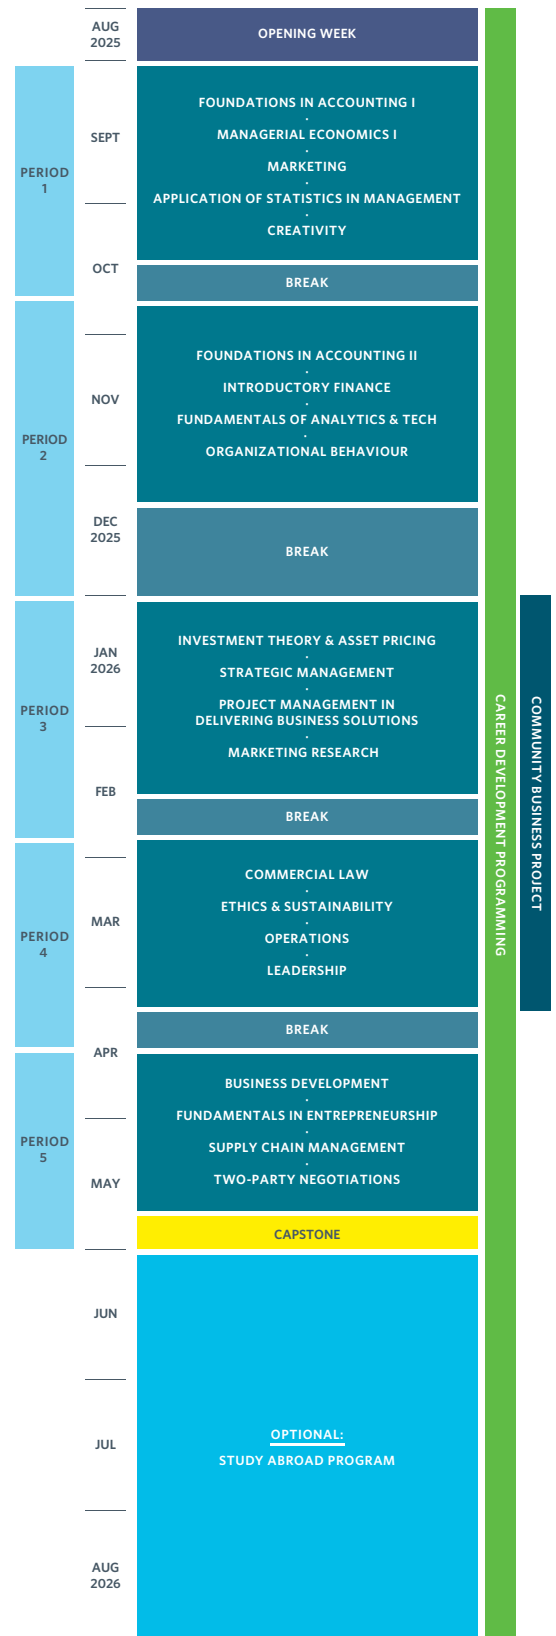 AUG
2025
OPENING WEEK
PERIOD
1
SEPT
OCT
FOUNDATIONS IN ACCOUNTING I
·
MANAGERIAL ECONOMICS I
·
MARKETING
·
APPLICATION OF STATISTICS IN MANAGEMENT
·
CREATIVITY
BREAK
PERIOD
2
NOV
DEC
2025
FOUNDATIONS IN ACCOUNTING II
·
INTRODUCTORY FINANCE
·
FUNDAMENTALS OF ANALYTICS & TECH
·
ORGANIZATIONAL BEHAVIOUR
BREAK
PERIOD
3
JAN
2026
FEB
INVESTMENT THEORY & ASSET PRICING
·
STRATEGIC MANAGEMENT
·
PROJECT MANAGEMENT IN
DELIVERING BUSINESS SOLUTIONS
·
MARKETING RESEARCH
BREAK
PERIOD
4
MAR
COMMERCIAL LAW
·
ETHICS & SUSTAINABILITY
·
OPERATIONS
·
LEADERSHIP
BREAK
APR
PERIOD
5
MAY
BUSINESS DEVELOPMENT
·
FUNDAMENTALS IN ENTREPRENEURSHIP
·
SUPPLY CHAIN MANAGEMENT
·
TWO-PARTY NEGOTIATIONS
CAPSTONE
JUN
JUL
AUG
2026
OPTIONAL:
STUDY ABROAD PROGRAM
CAREER DEVELOPMENT PROGRAMMING
COMMUNITY BUSINESS PROJECT